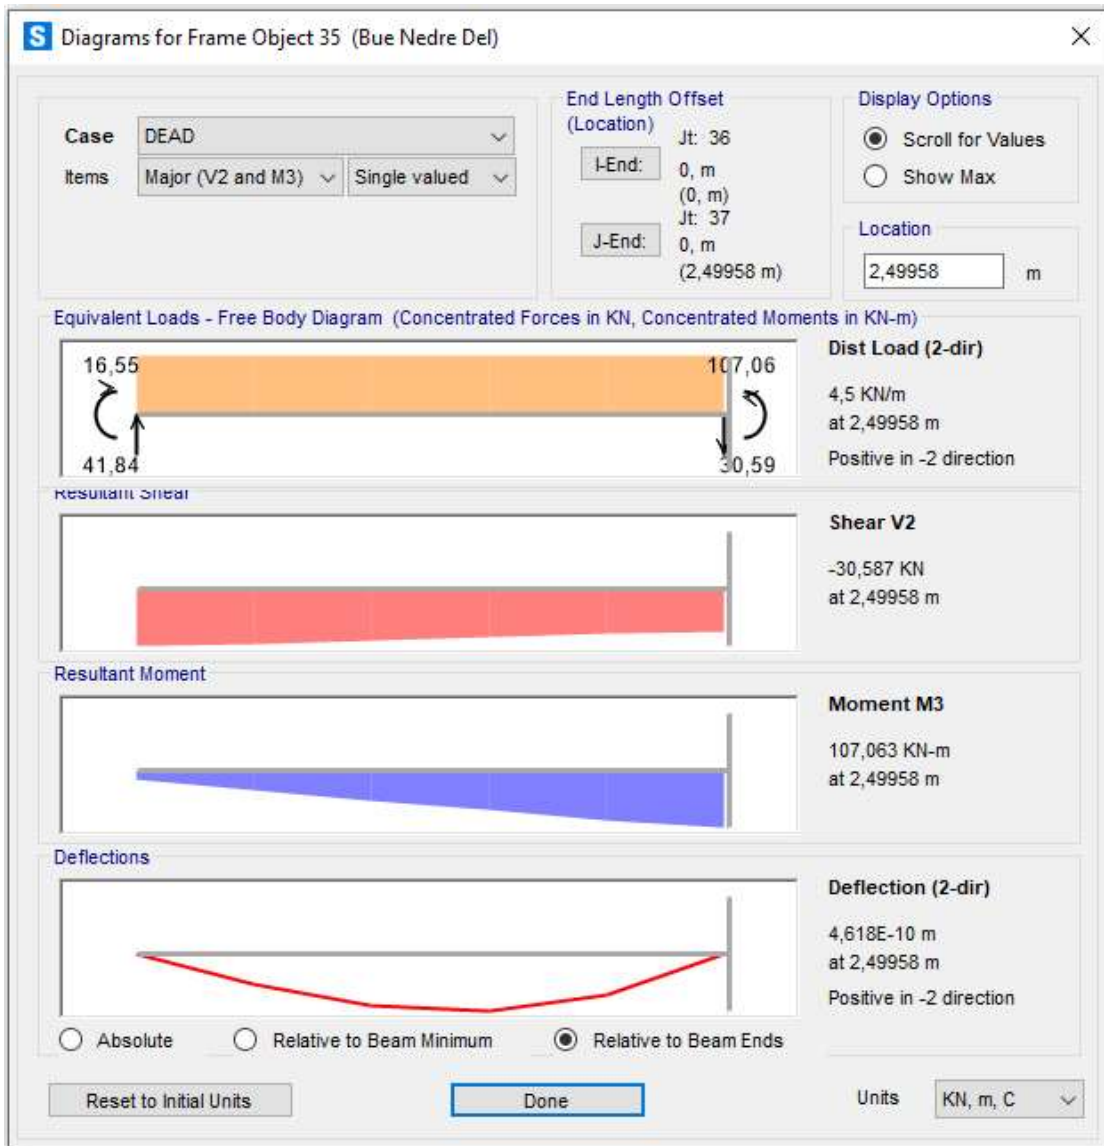 S Diagrams for Frame Object 35 (Bue Nedre Del)
Case DEAD
Items Major (V2 and M3) Single valued
End Length Offset
(Location)
I-End:
Jt: 36
0, m
(0, m)
J-End:
Jt: 37
0, m
(2,49958 m)
Display Options
Scroll for Values
Show Max
Location
2,49958 m
Equivalent Loads - Free Body Diagram (Concentrated Forces in KN, Concentrated Moments in KN-m)
16,55 107,06
41,84 30,59
Dist Load (2-dir)
4,5 KN/m
at 2,49958 m
Positive in -2 direction
Resultant Shear
Shear V2
-30,587 KN
at 2,49958 m
Resultant Moment
Moment M3
107,063 KN-m
at 2,49958 m
Deflections
Deflection (2-dir)
4,618E-10 m
at 2,49958 m
Positive in -2 direction
Absolute Relative to Beam Minimum Relative to Beam Ends
Reset to Initial Units Done Units KN, m, C